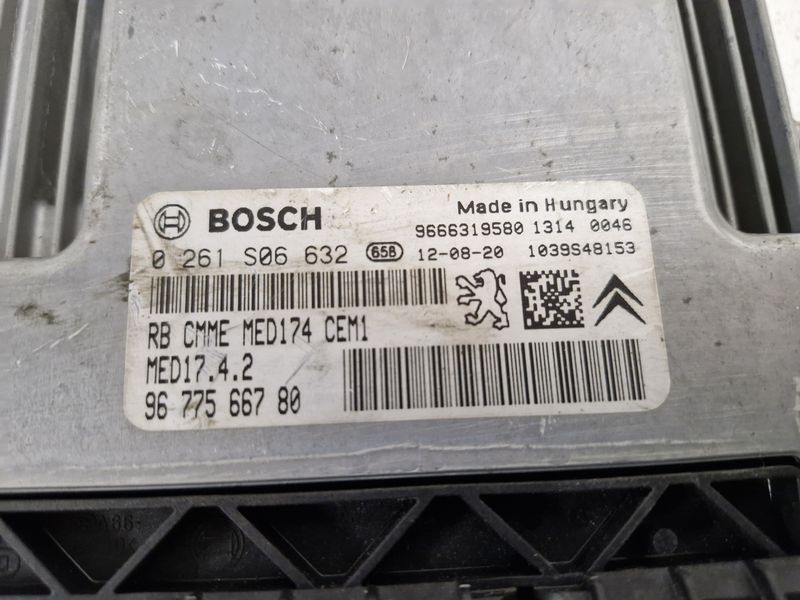 BOSCH
Made in Hungary
9666319580 1314 0046
0 261 S06 632 658 12-08-20 1039S48153
RB CMME MED174 CEM1
MED17.4.2
96 775 667 80